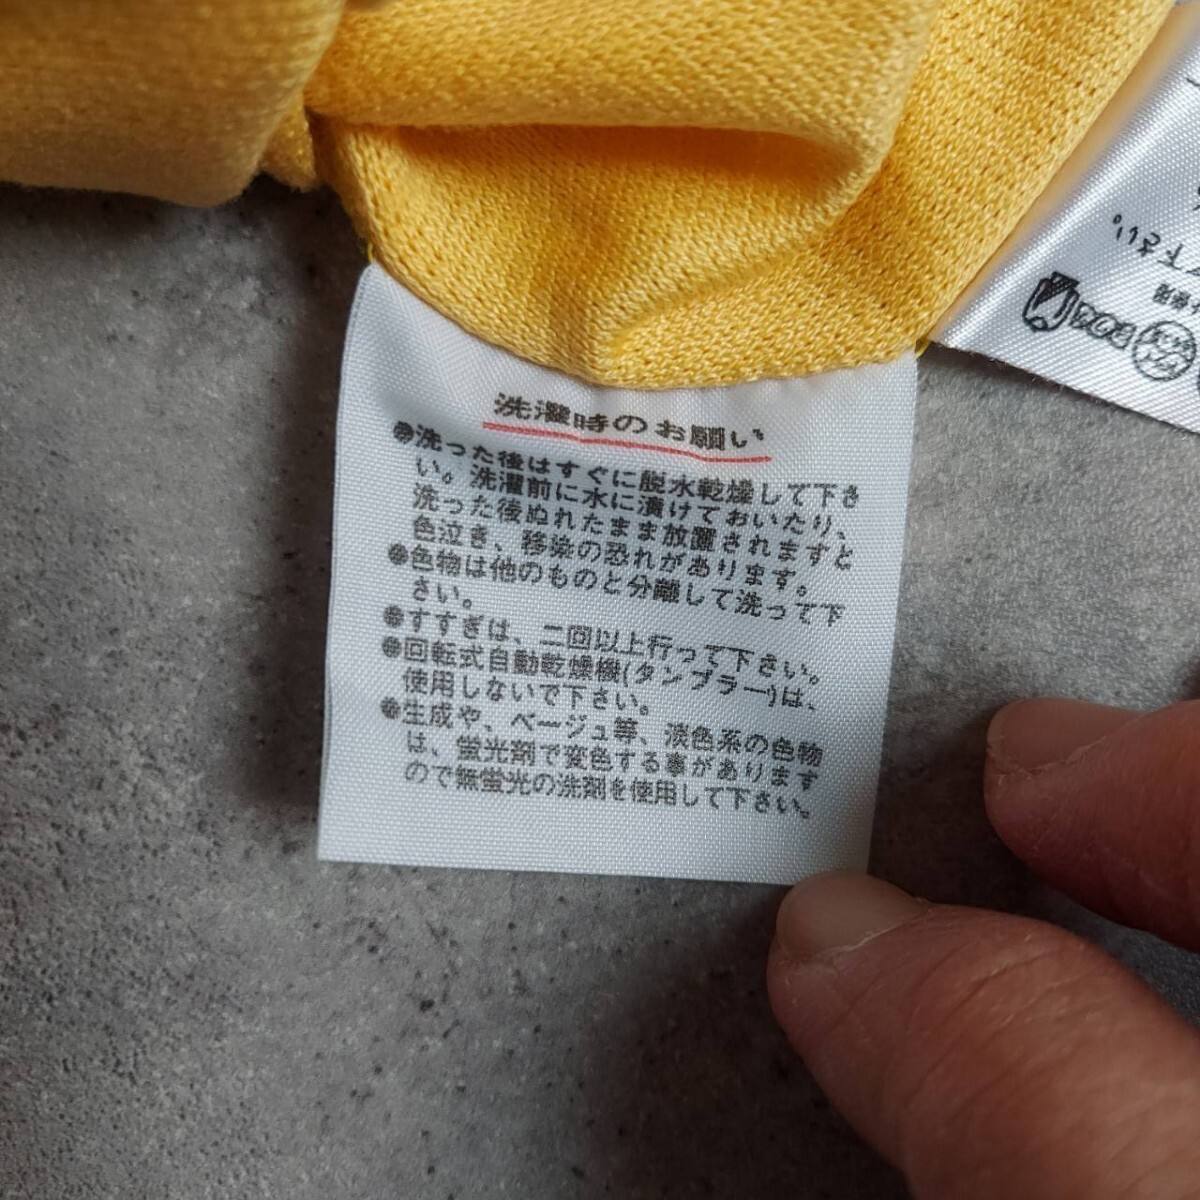 洗濯時のお願い
●洗った後はすぐに脱水乾燥して下さ
い。洗濯前に水に漬けておいたり、
洗った後ぬれたまま放置されますと
色泣き、移染の恐れがあります。
●色物は他のものと分離して洗って下
さい。
●すすぎは、二回以上行って下さい。
●回転式自動乾燥機(タンブラー)は、
使用しないで下さい。
●生成や、ベージュ等、淡色系の色物
は、蛍光剤で変色する事があります
ので無蛍光の洗剤を使用して下さい。
下さい。